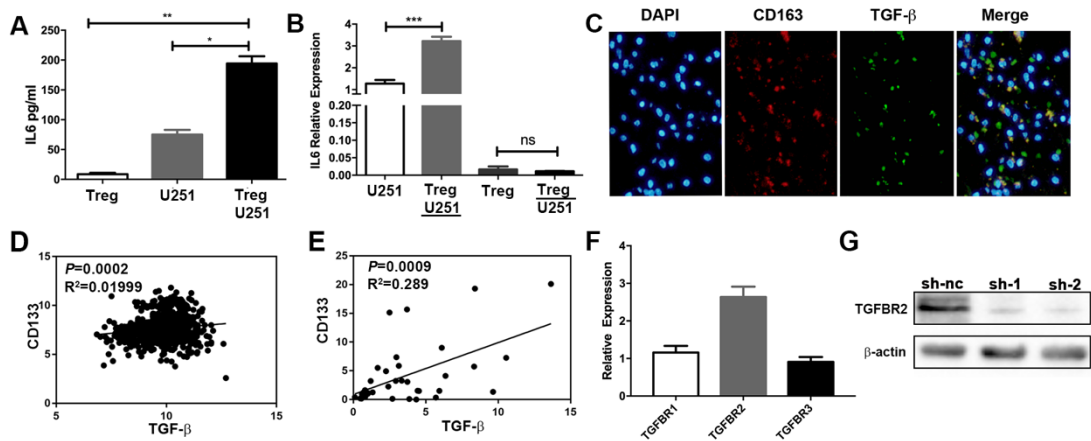 A
IL6 pg/ml
250
200
150
100
50
0
**
*
Treg
U251
Treg
U251
B
IL6 Relative Expression
4
3
2
1
0.20
0.15
0.10
0.05
0.00
***
ns
U251
Treg
U251
Treg
Treg
U251
C
DAPI
CD163
TGF-β
Merge
D
CD133
15
10
5
0
P=0.0002
R²=0.01999
5
10
15
TGF-β
E
CD133
25
20
15
10
5
0
P=0.0009
R²=0.289
0
5
10
15
TGF-β
F
Relative Expression
4
3
2
1
0
TGFBR1
TGFBR2
TGFBR3
G
sh-nc sh-1 sh-2
TGFBR2
β-actin